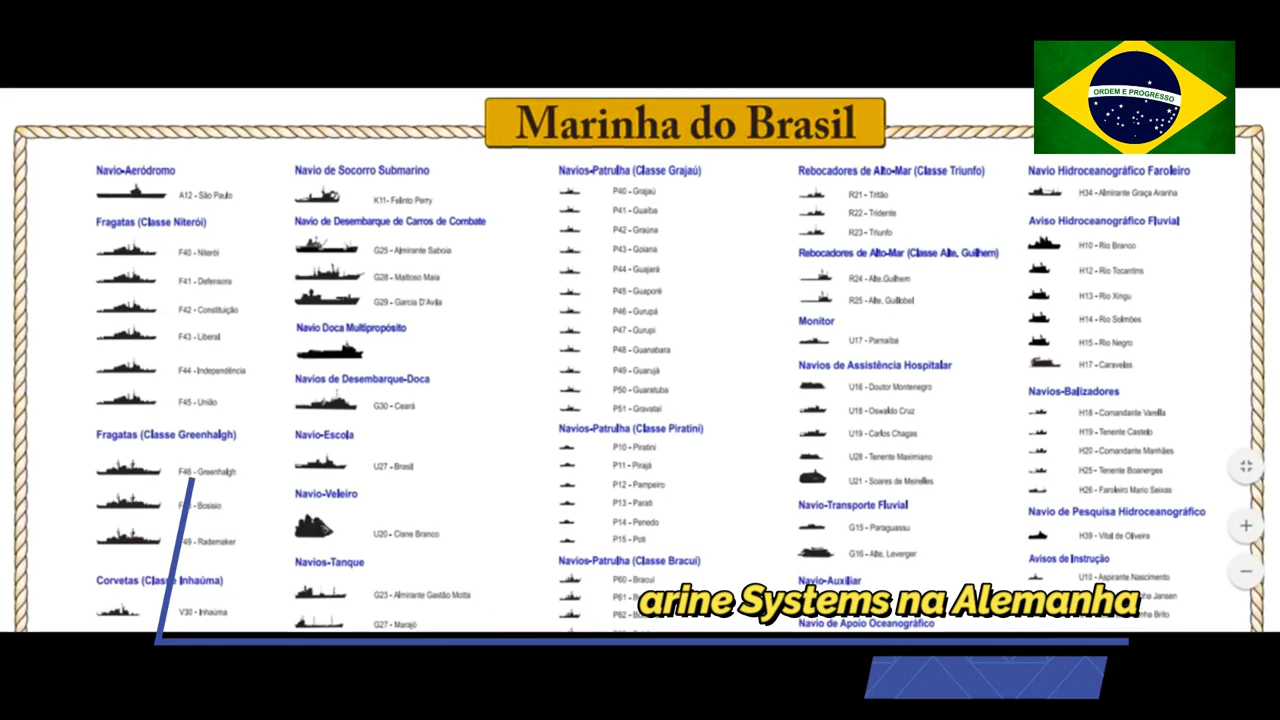 ORDEM E PROGRESSO
Marinha do Brasil
Navio-Aeródromo
A12 - São Paulo
Fragatas (Classe Niterói)
F40 - Niterói
F41 - Defensora
F42 - Constituição
F43 - Liberal
F44 - Independência
F45 - União
Fragatas (Classe Greenhalgh)
F46 - Greenhalgh
- Bosisio
F49 - Rademaker
Corvetas (Classe Inhaúma)
V30 - Inhaúma
Navio de Socorro Submarino
K11 - Felinto Perry
Navio de Desembarque de Carros de Combate
G25 - Almirante Saboia
G28 - Mattoso Maia
G29 - Garcia D'Avila
Navio Doca Multipropósito
Navios de Desembarque-Doca
G30 - Ceará
Navio-Escola
U27 - Brasil
Navio-Veleiro
U20 - Cisne Branco
Navios-Tanque
G23 - Almirante Gastão Motta
G27 - Marajó
Navios-Patrulha (Classe Grajaú)
P40 - Grajaú
P41 - Guaíba
P42 - Graúna
P43 - Goiana
P44 - Guajará
P45 - Guaporé
P46 - Gurupá
P47 - Gurupi
P48 - Guanabara
P49 - Guarujá
P50 - Guaratuba
P51 - Gravataí
Navios-Patrulha (Classe Piratini)
P10 - Piratini
P11 - Pirajá
P12 - Pampeiro
P13 - Parati
P14 - Penedo
P15 - Poti
Navios-Patrulha (Classe Bracuí)
P60 - Bracuí
P61 - Be
P62 - B
Rebocadores de Alto-Mar (Classe Triunfo)
R21 - Tritão
R22 - Tridente
R23 - Triunfo
Rebocadores de Alto-Mar (Classe Alte. Guilhem)
R24 - Alte.Guilhem
R25 - Alte. Guillobel
Monitor
U17 - Parnaíba
Navios de Assistência Hospitalar
U16 - Doutor Montenegro
U18 - Oswaldo Cruz
U19 - Carlos Chagas
U28 - Tenente Maximiano
U21 - Soares de Meirelles
Navio-Transporte Fluvial
G15 - Paraguassu
G16 - Alte. Leverger
Navio-Auxiliar
Navio de Apoio Oceanográfico
Navio Hidroceanográfico Faroleiro
H34 - Almirante Graça Aranha
Aviso Hidroceanográfico Fluvial
H10 - Rio Branco
H12 - Rio Tocantins
H13 - Rio Xingu
H14 - Rio Solmões
H15 - Rio Negro
H17 - Caravelas
Navios-Balizadores
H18 - Comandante Varella
H19 - Tenente Castelo
H20 - Comandante Manhães
H25 - Tenente Boanerges
H26 - Faroleiro Mario Seixas
Navio de Pesquisa Hidroceanográfico
H39 - Vital de Oliveira
Avisos de Instrução
U10 - Aspirante Nascimento
ha Jansen
Brito
arine Systems na Alemanha